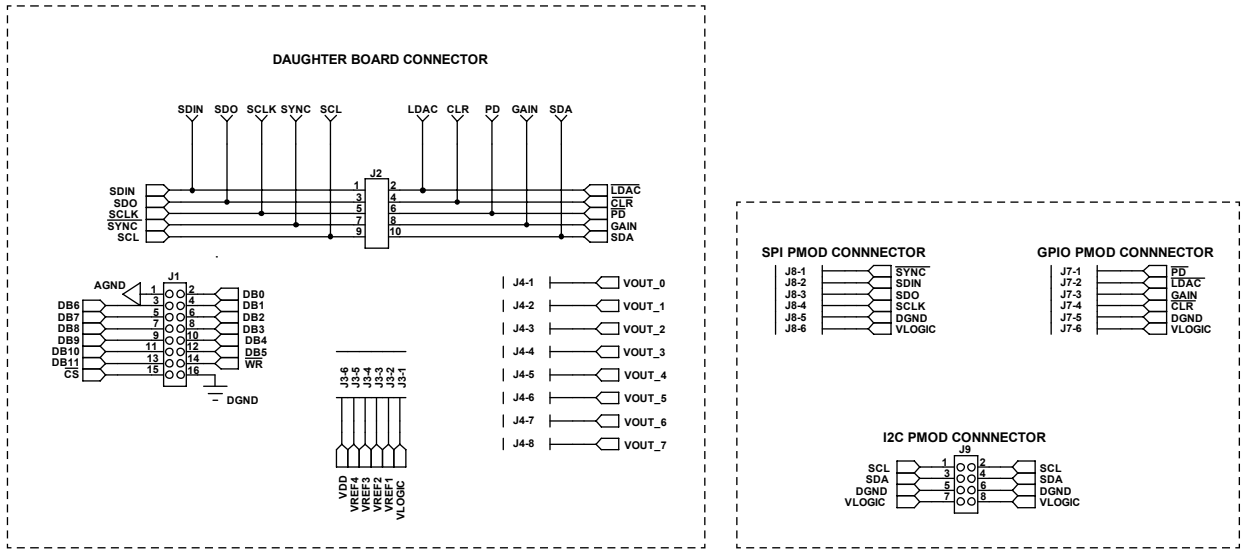 DAUGHTER BOARD CONNECTOR
SDIN SDO SCLK SYNC SCL LDAC CLR PD GAIN SDA
J2
SDIN 1 2 LDAC
SDO 3 4 CLR
SCLK 5 6 PD
SYNC 7 8 GAIN
SCL 9 10 SDA
J1
AGND 1 2 DB0
DB6 3 4 DB1
DB7 5 6 DB2
DB8 7 8 DB3
DB9 9 10 DB4
DB10 11 12 DB5
DB11 13 14 WR
CS 15 16
DGND
J3-6 J3-5 J3-4 J3-3 J3-2 J3-1
VDD VREF4 VREF3 VREF2 VREF1 VLOGIC
J4-1 VOUT_0
J4-2 VOUT_1
J4-3 VOUT_2
J4-4 VOUT_3
J4-5 VOUT_4
J4-6 VOUT_5
J4-7 VOUT_6
J4-8 VOUT_7
SPI PMOD CONNNECTOR
J8-1 SYNC
J8-2 SDIN
J8-3 SDO
J8-4 SCLK
J8-5 DGND
J8-6 VLOGIC
GPIO PMOD CONNNECTOR
J7-1 PD
J7-2 LDAC
J7-3 GAIN
J7-4 CLR
J7-5 DGND
J7-6 VLOGIC
I2C PMOD CONNNECTOR
J9
SCL 1 2 SCL
SDA 3 4 SDA
DGND 5 6 DGND
VLOGIC 7 8 VLOGIC